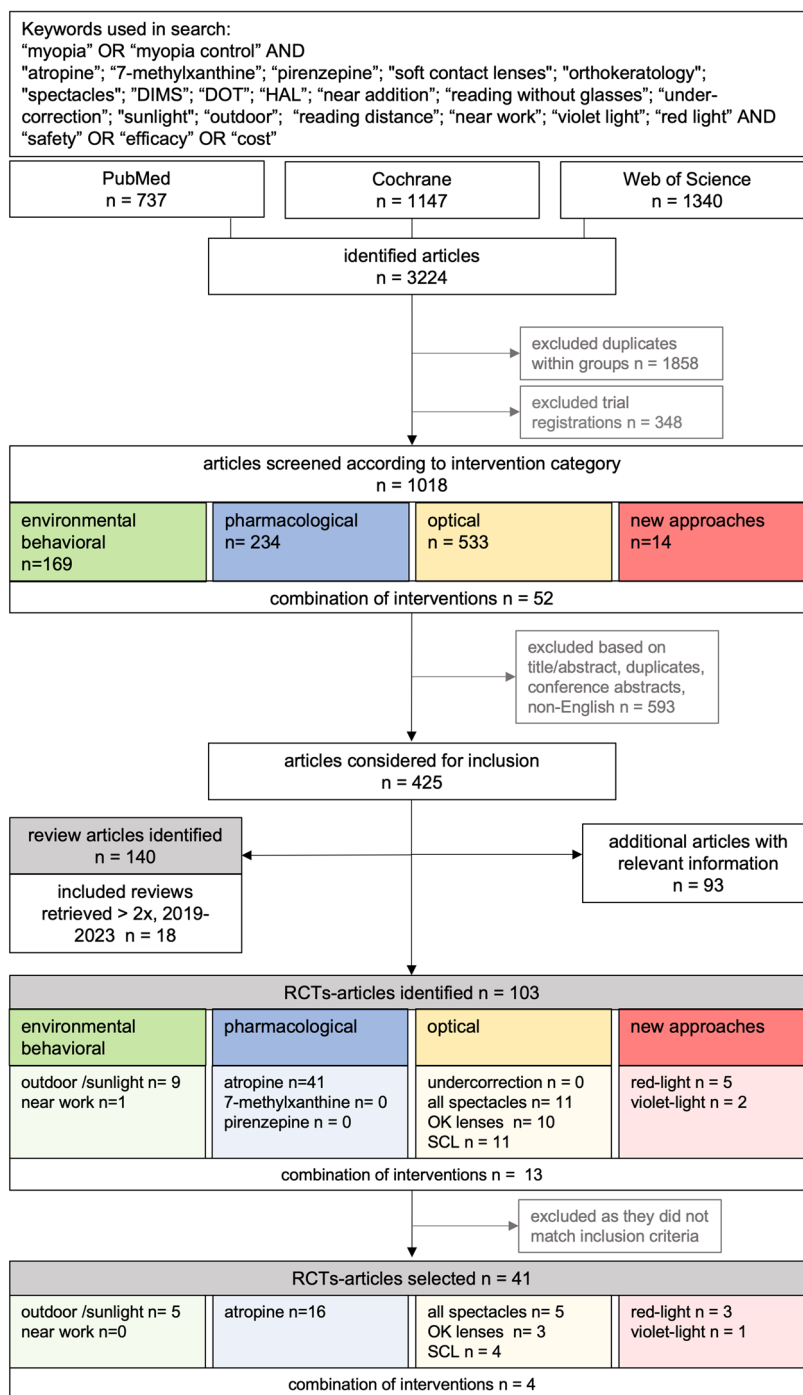 Keywords used in search:
“myopia” OR “myopia control” AND
"atropine”; “7-methylxanthine”; “pirenzepine”; "soft contact lenses"; "orthokeratology";
"spectacles"; ”DIMS”; “DOT”; “HAL”; “near addition”; “reading without glasses”; “under-
correction”; "sunlight"; “outdoor”; “reading distance”; “near work”; “violet light”; “red light” AND
“safety” OR “efficacy” OR “cost”
PubMed
n = 737
Cochrane
n = 1147
Web of Science
n = 1340
identified articles
n = 3224
excluded duplicates
within groups n = 1858
excluded trial
registrations n = 348
articles screened according to intervention category
n = 1018
environmental
behavioral
n=169
pharmacological
n= 234
optical
n = 533
new approaches
n=14
combination of interventions n = 52
excluded based on
title/abstract, duplicates,
conference abstracts,
non-English n = 593
articles considered for inclusion
n = 425
review articles identified
n = 140
included reviews
retrieved > 2x, 2019-
2023 n = 18
additional articles with
relevant information
n = 93
RCTs-articles identified n = 103
environmental
behavioral
pharmacological
optical
new approaches
outdoor /sunlight n= 9
near work n=1
atropine n=41
7-methylxanthine n= 0
pirenzepine n = 0
undercorrection n = 0
all spectacles n= 11
OK lenses n= 10
SCL n = 11
red-light = 5
violet-light n = 2
combination of interventions n = 13
excluded as they did not
match inclusion criteria
RCTs-articles selected n = 41
outdoor /sunlight n= 5
near work n=0
atropine n=16
all spectacles n= 5
OK lenses n= 3
SCL n = 4
red-light = 3
violet-light n = 1
combination of interventions n = 4